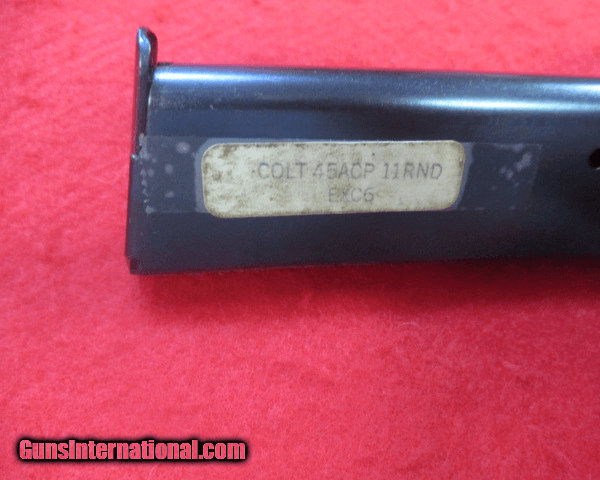 COLT 45ACP 11RND
EXC6
GunsInternational.com